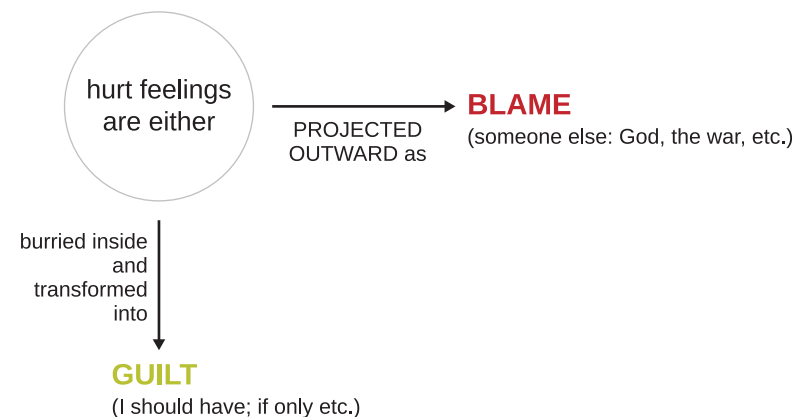 hurt feelings
are either
PROJECTED
OUTWARD as
BLAME
(someone else: God, the war, etc.)
burried inside
and
transformed
into
GUILT
(I should have; if only etc.)